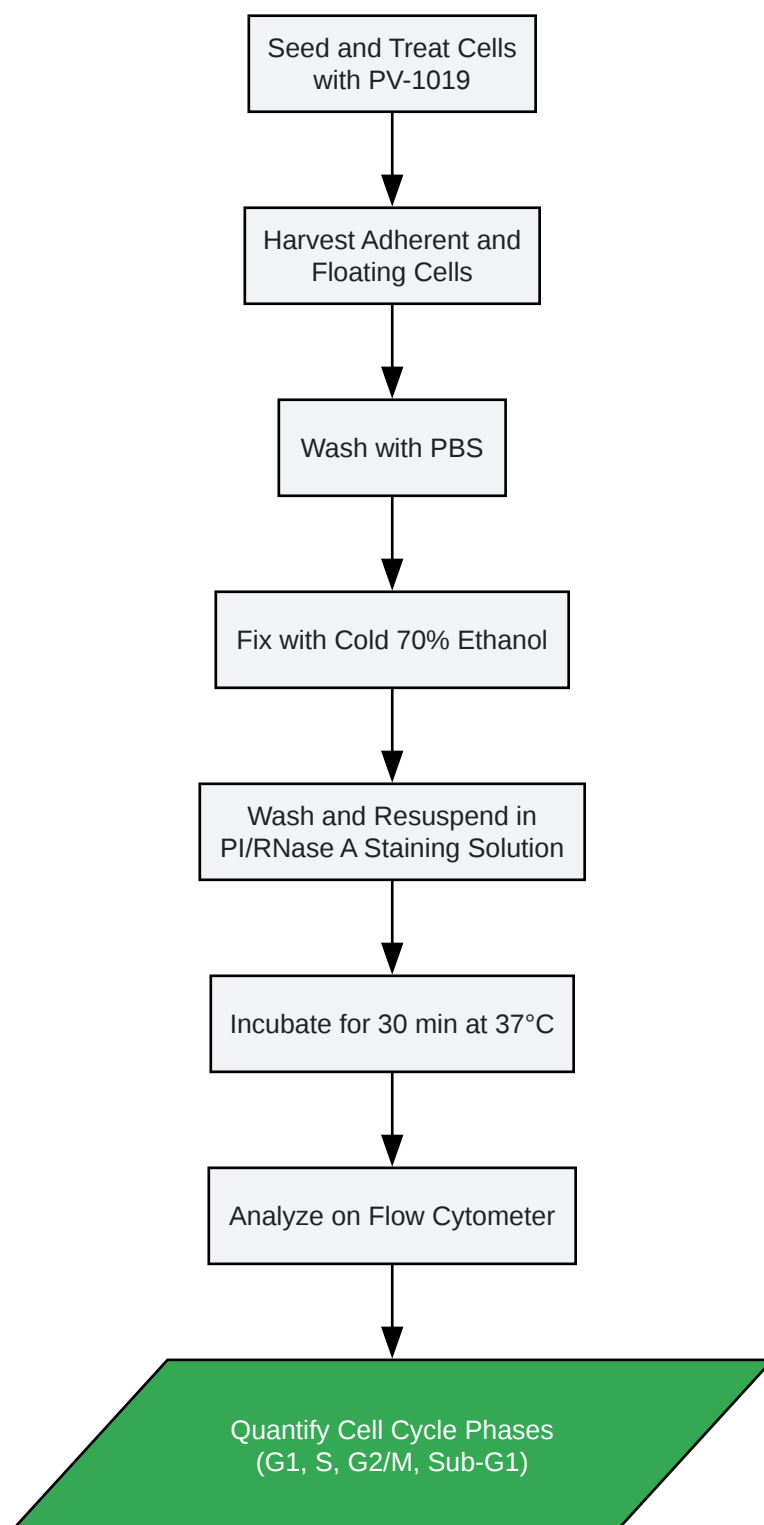 Seed and Treat Cells
with PV-1019
Harvest Adherent and
Floating Cells
Wash with PBS
Fix with Cold 70% Ethanol
Wash and Resuspend in
PI/RNase A Staining Solution
Incubate for 30 min at 37°C
Analyze on Flow Cytometer
Quantify Cell Cycle Phases
(G1, S, G2/M, Sub-G1)